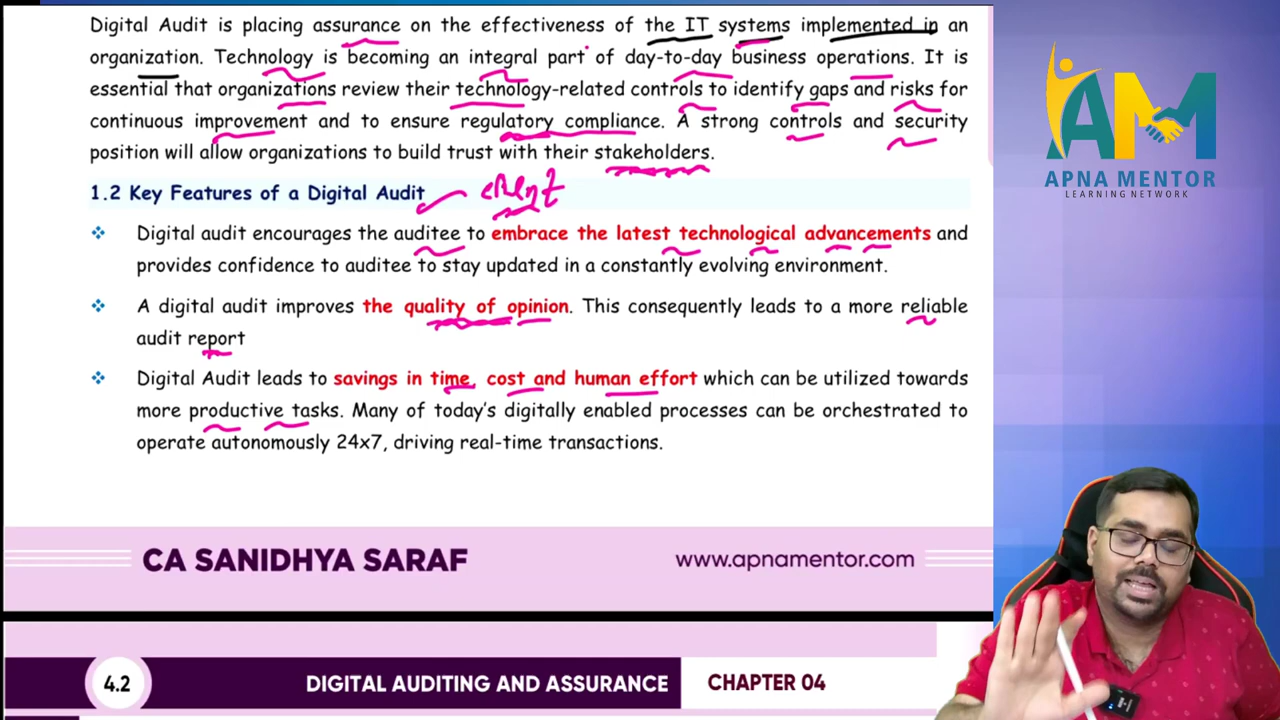 Digital Audit is placing assurance on the effectiveness of the IT systems implemented in an
organization. Technology is becoming an integral part of day-to-day business operations. It is
essential that organizations review their technology-related controls to identify gaps and risks for
continuous improvement and to ensure regulatory compliance. A strong controls and security
position will allow organizations to build trust with their stakeholders.
1.2 Key Features of a Digital Audit
Digital audit encourages the auditee to embrace the latest technological advancements and
provides confidence to auditee to stay updated in a constantly evolving environment.
A digital audit improves the quality of opinion. This consequently leads to a more reliable
audit report
Digital Audit leads to savings in time, cost and human effort which can be utilized towards
more productive tasks. Many of today's digitally enabled processes can be orchestrated to
operate autonomously 24x7, driving real-time transactions.
CA SANIDHYA SARAF
www.apnamentor.com
4.2
DIGITAL AUDITING AND ASSURANCE
CHAPTER 04
AM
APNA MENTOR
LEARNING NETWORK